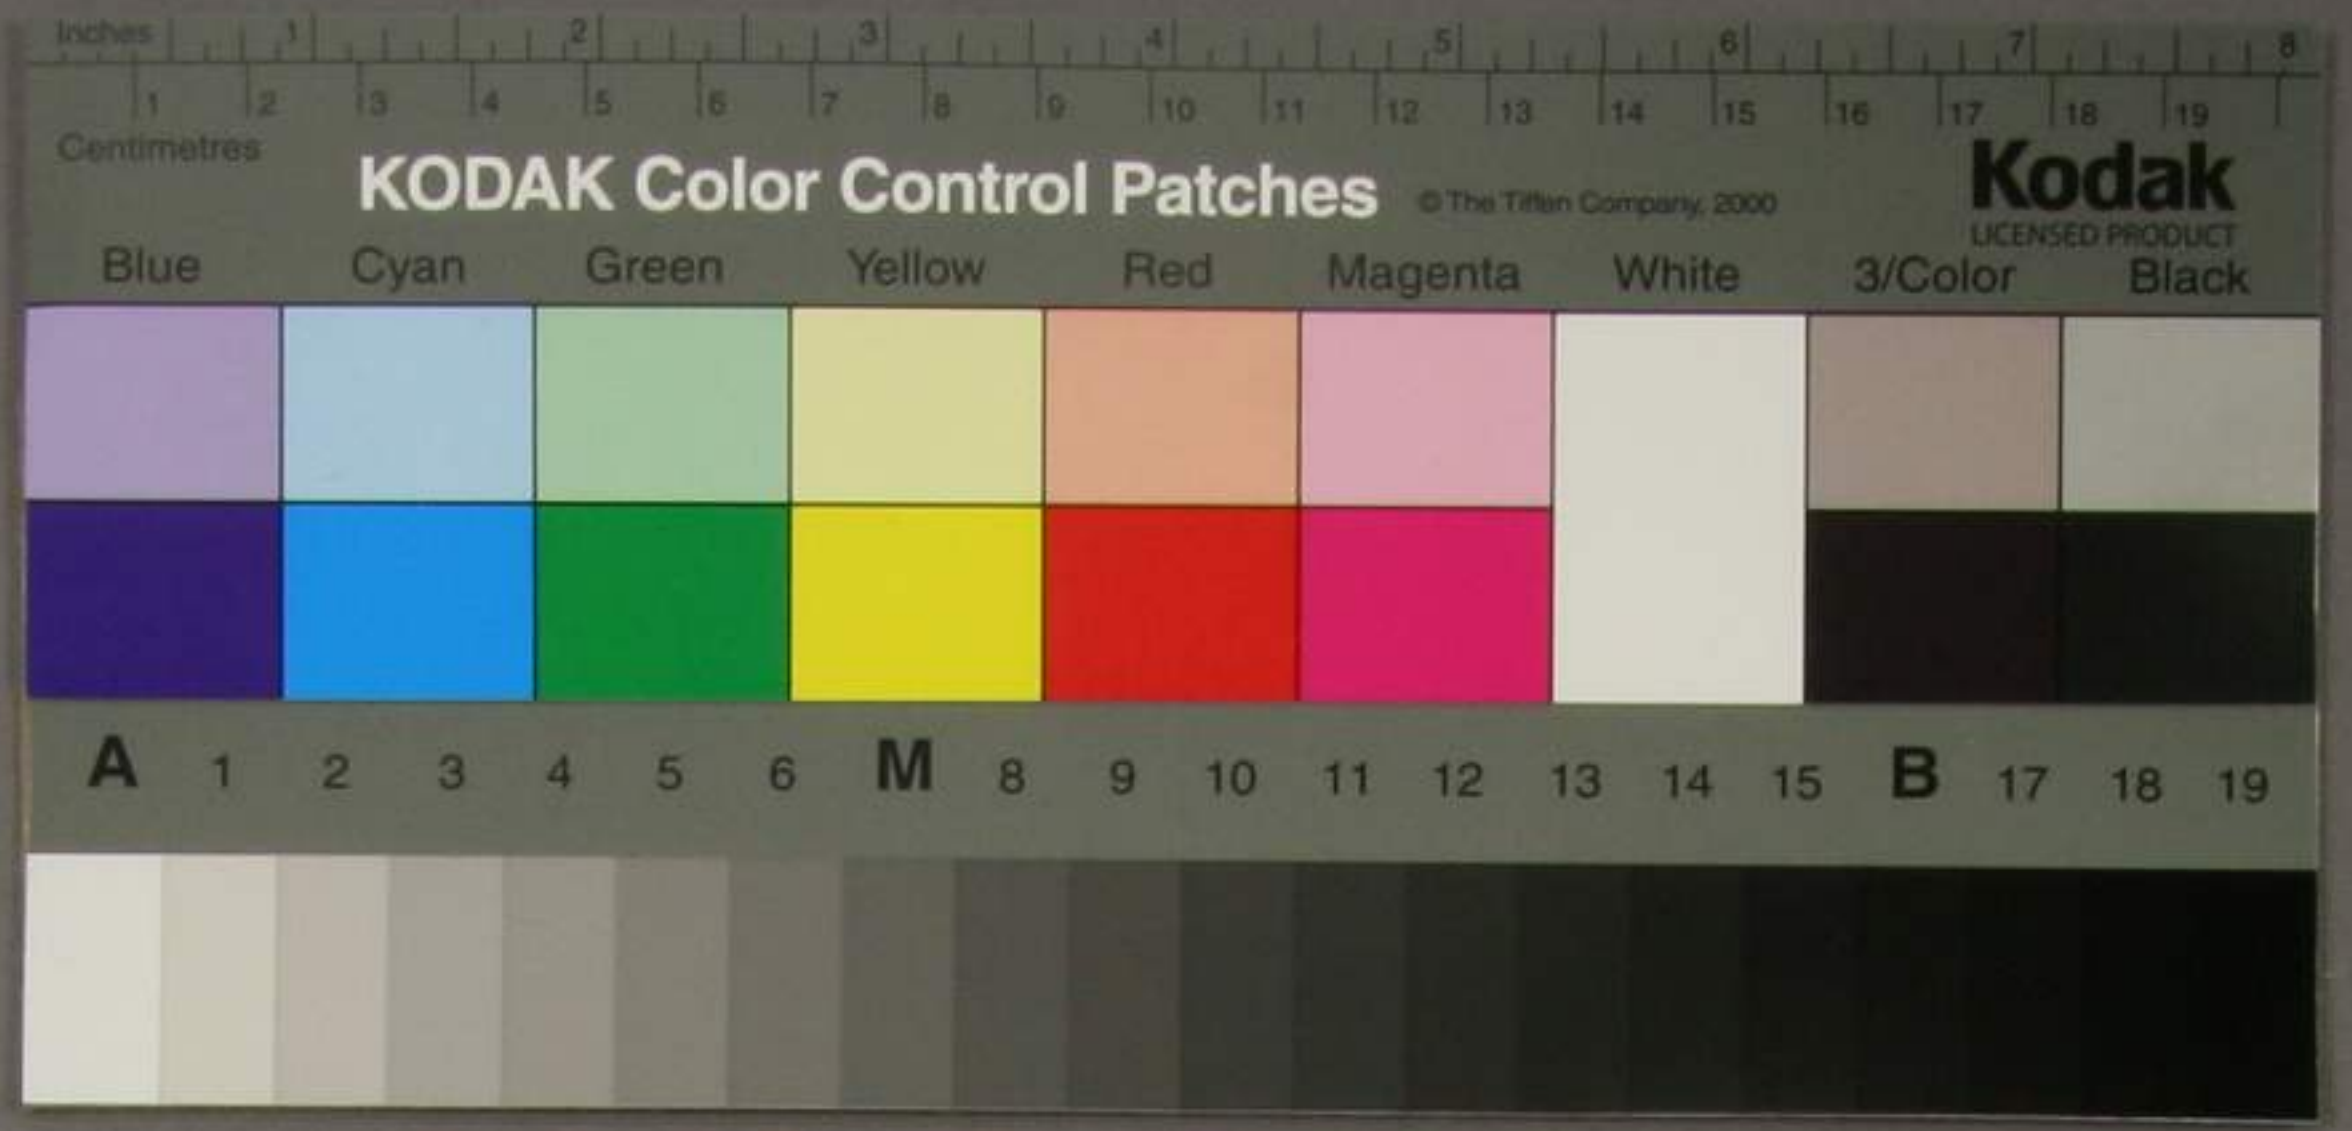 Inches 1 2 3 4 5 6 7 8
1 2 3 4 5 6 7 8 9 10 11 12 13 14 15 16 17 18 19
Centimetres
KODAK Color Control Patches © The Tiffen Company, 2000
Kodak
LICENSED PRODUCT
Blue Cyan Green Yellow Red Magenta White 3/Color Black
A 1 2 3 4 5 6 M 8 9 10 11 12 13 14 15 B 17 18 19